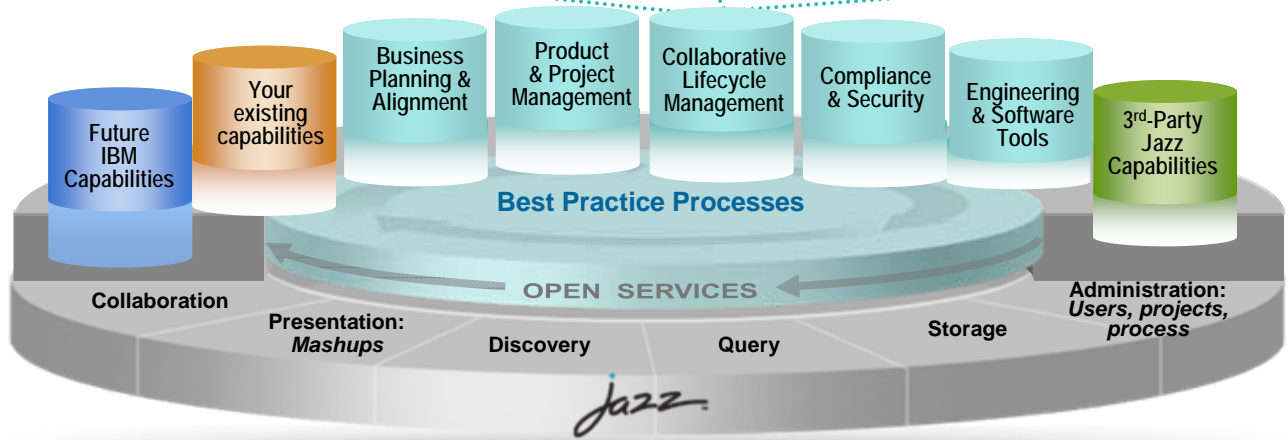 Future
IBM
Capabilities
Your
existing
capabilities
Business
Planning &
Alignment
Product
& Project
Management
Collaborative
Lifecycle
Management
Compliance
& Security
Engineering
& Software
Tools
3rd-Party
Jazz
Capabilities
Best Practice Processes
OPEN SERVICES
Collaboration
Presentation:
Mashups
Discovery
Query
Storage
Administration:
Users, projects,
process
jazz